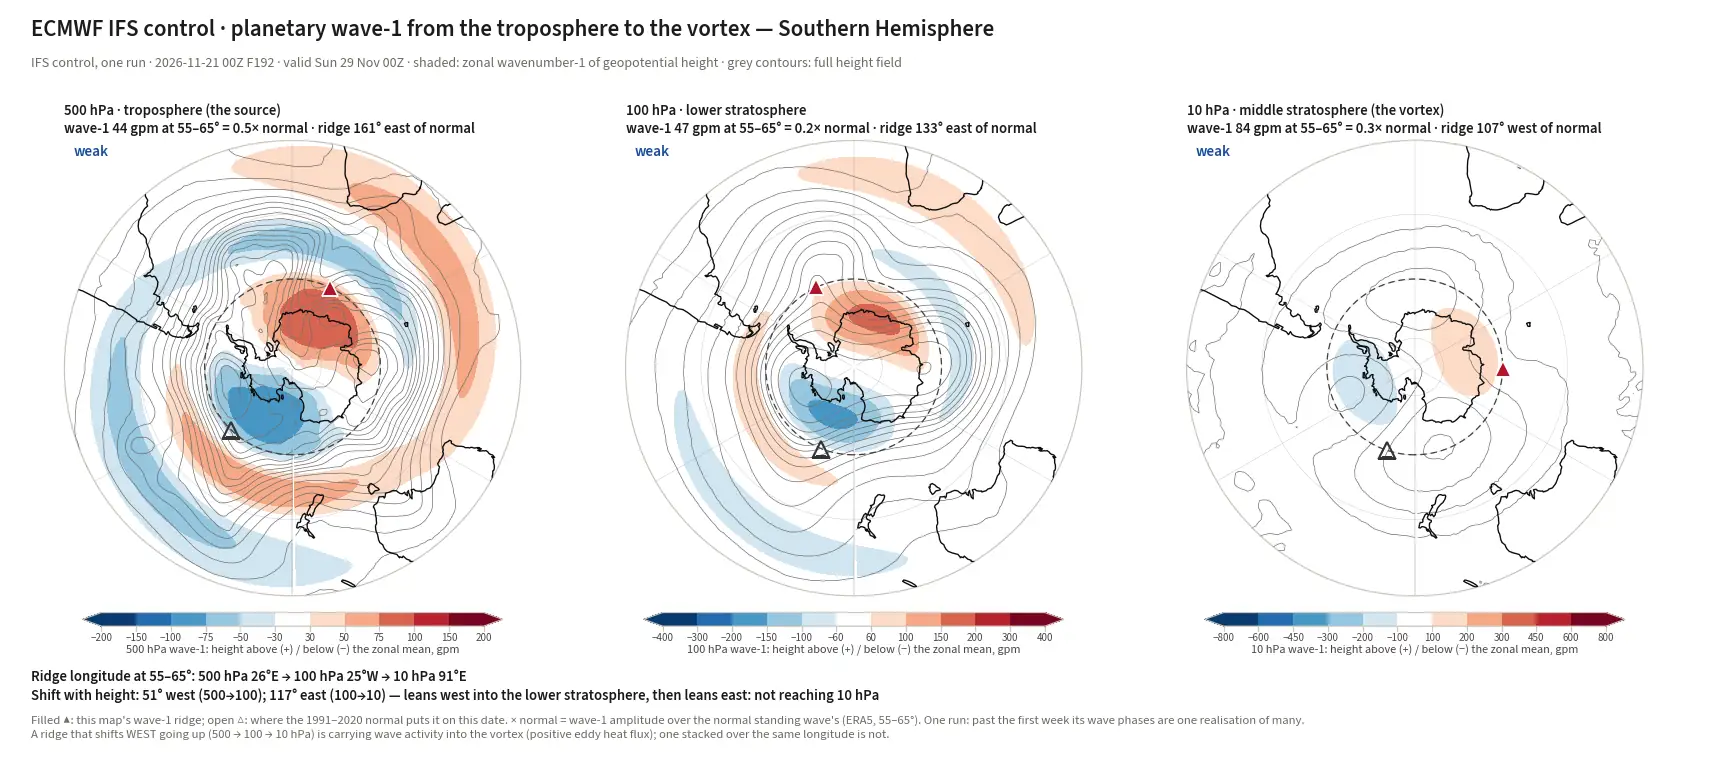 ECMWF IFS control · planetary wave-1 from the troposphere to the vortex — Southern Hemisphere
IFS control, one run · 2026-11-21 00Z F192 · valid Sun 29 Nov 00Z · shaded: zonal wavenumber-1 of geopotential height · grey contours: full height field
500 hPa · troposphere (the source)
wave-1 44 gpm at 55–65° = 0.5× normal · ridge 161° east of normal
weak
100 hPa · lower stratosphere
wave-1 47 gpm at 55–65° = 0.2× normal · ridge 133° east of normal
weak
10 hPa · middle stratosphere (the vortex)
wave-1 84 gpm at 55–65° = 0.3× normal · ridge 107° west of normal
weak
−200 −150 −100 −75 −50 −30 30 50 75 100 150 200
500 hPa wave-1: height above (+) / below (−) the zonal mean, gpm
−400 −300 −200 −150 −100 −60 60 100 150 200 300 400
100 hPa wave-1: height above (+) / below (−) the zonal mean, gpm
−800 −600 −450 −300 −200 −100 100 200 300 450 600 800
10 hPa wave-1: height above (+) / below (−) the zonal mean, gpm
Ridge longitude at 55–65°: 500 hPa 26°E → 100 hPa 25°W → 10 hPa 91°E
Shift with height: 51° west (500→100); 117° east (100→10) — leans west into the lower stratosphere, then leans east: not reaching 10 hPa
Filled ▲: this map's wave-1 ridge; open △: where the 1991–2020 normal puts it on this date. × normal = wave-1 amplitude over the normal standing wave's (ERA5, 55–65°). One run: past the first week its wave phases are one realisation of many.
A ridge that shifts WEST going up (500 → 100 → 10 hPa) is carrying wave activity into the vortex (positive eddy heat flux); one stacked over the same longitude is not.